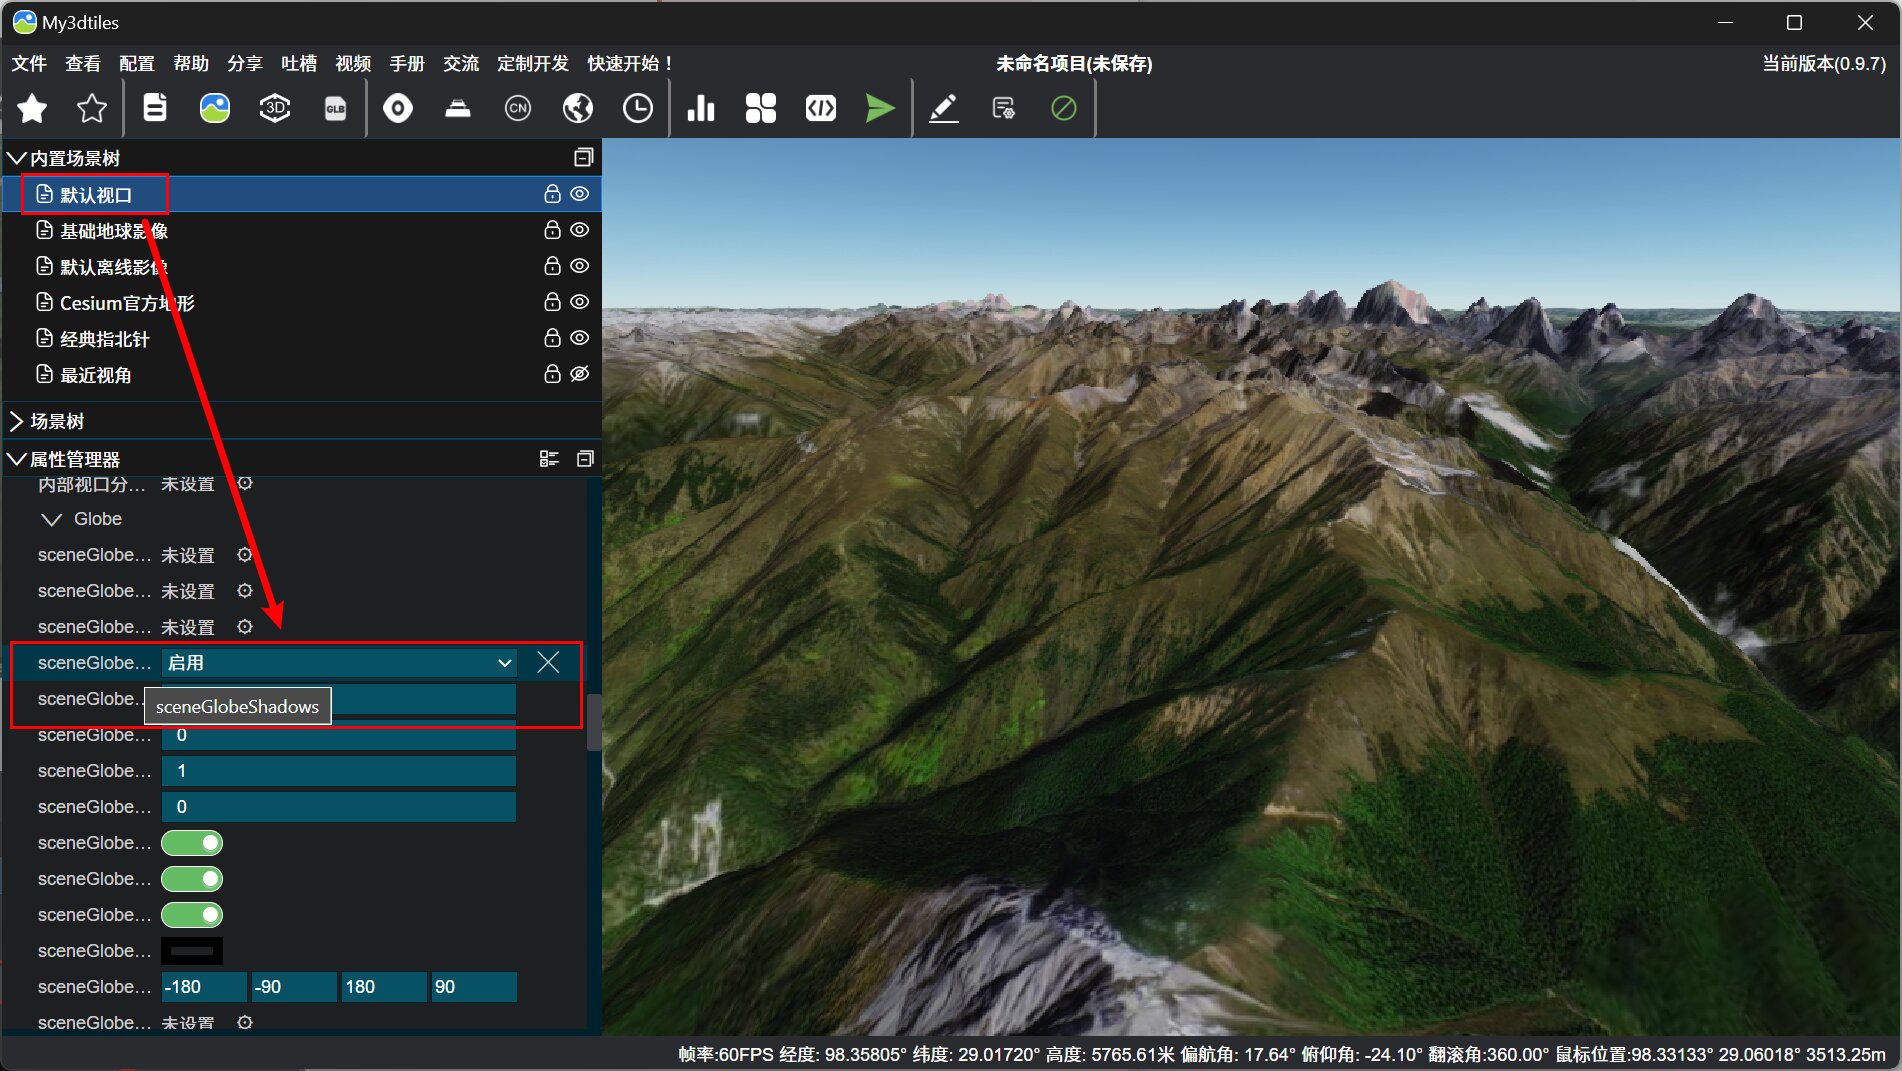 My3dtiles
文件 查看 配置 帮助 分享 吐槽 视频 手册 交流 定制开发 快速开始！ 未命名项目(未保存) 当前版本(0.9.7)
3D GLB CN
内置场景树
默认视口
基础地球影像
默认离线影像
Cesium官方地形
经典指北针
最近视角
场景树
属性管理器
内部视口分... 未设置
Globe
sceneGlobe... 未设置
sceneGlobe... 未设置
sceneGlobe... 未设置
sceneGlobe... 启用
sceneGlobe...
sceneGlobeShadows
sceneGlobe... 0
sceneGlobe... 1
sceneGlobe... 0
sceneGlobe...
sceneGlobe...
sceneGlobe...
sceneGlobe...
sceneGlobe... -180 -90 180 90
sceneGlobe... 未设置
帧率:60FPS 经度: 98.35805° 纬度: 29.01720° 高度: 5765.61米 偏航角: 17.64° 俯仰角: -24.10° 翻滚角:360.00° 鼠标位置:98.33133° 29.06018° 3513.25m